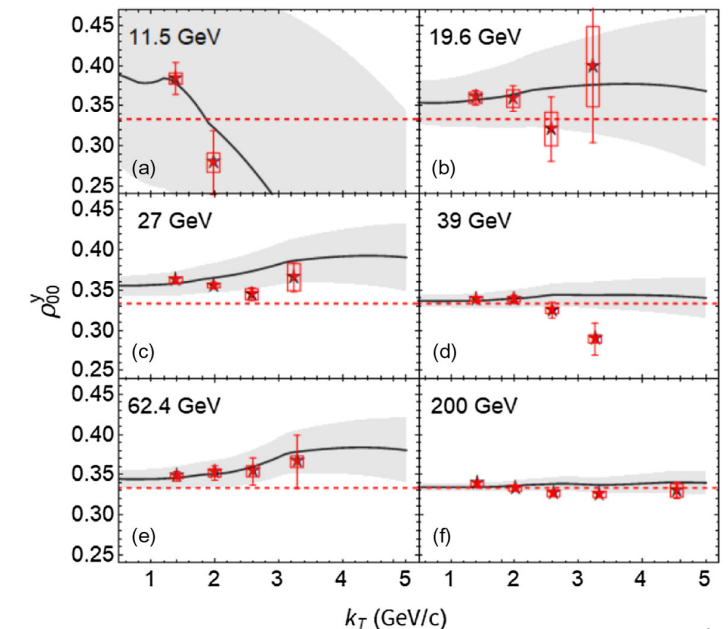 0.45
0.40
0.35
0.30
0.25
11.5 GeV
(a)
19.6 GeV
(b)
0.45
0.40
0.35
0.30
0.25
27 GeV
(c)
39 GeV
(d)
0.45
0.40
0.35
0.30
0.25
62.4 GeV
(e)
200 GeV
(f)
ρ^y_00
1 2 3 4 5 1 2 3 4 5
k_T (GeV/c)